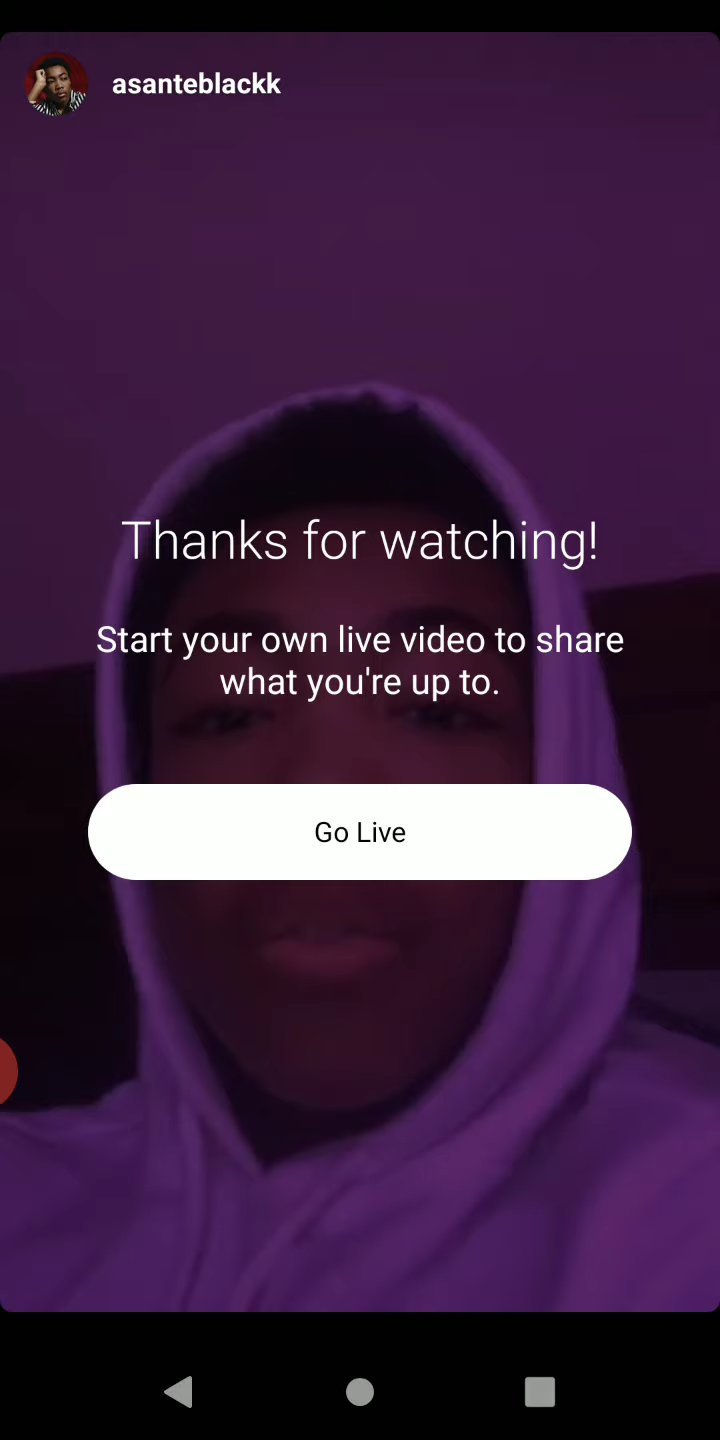 asanteblackk
Thanks for watching!
Start your own live video to share
what you're up to.
Go Live